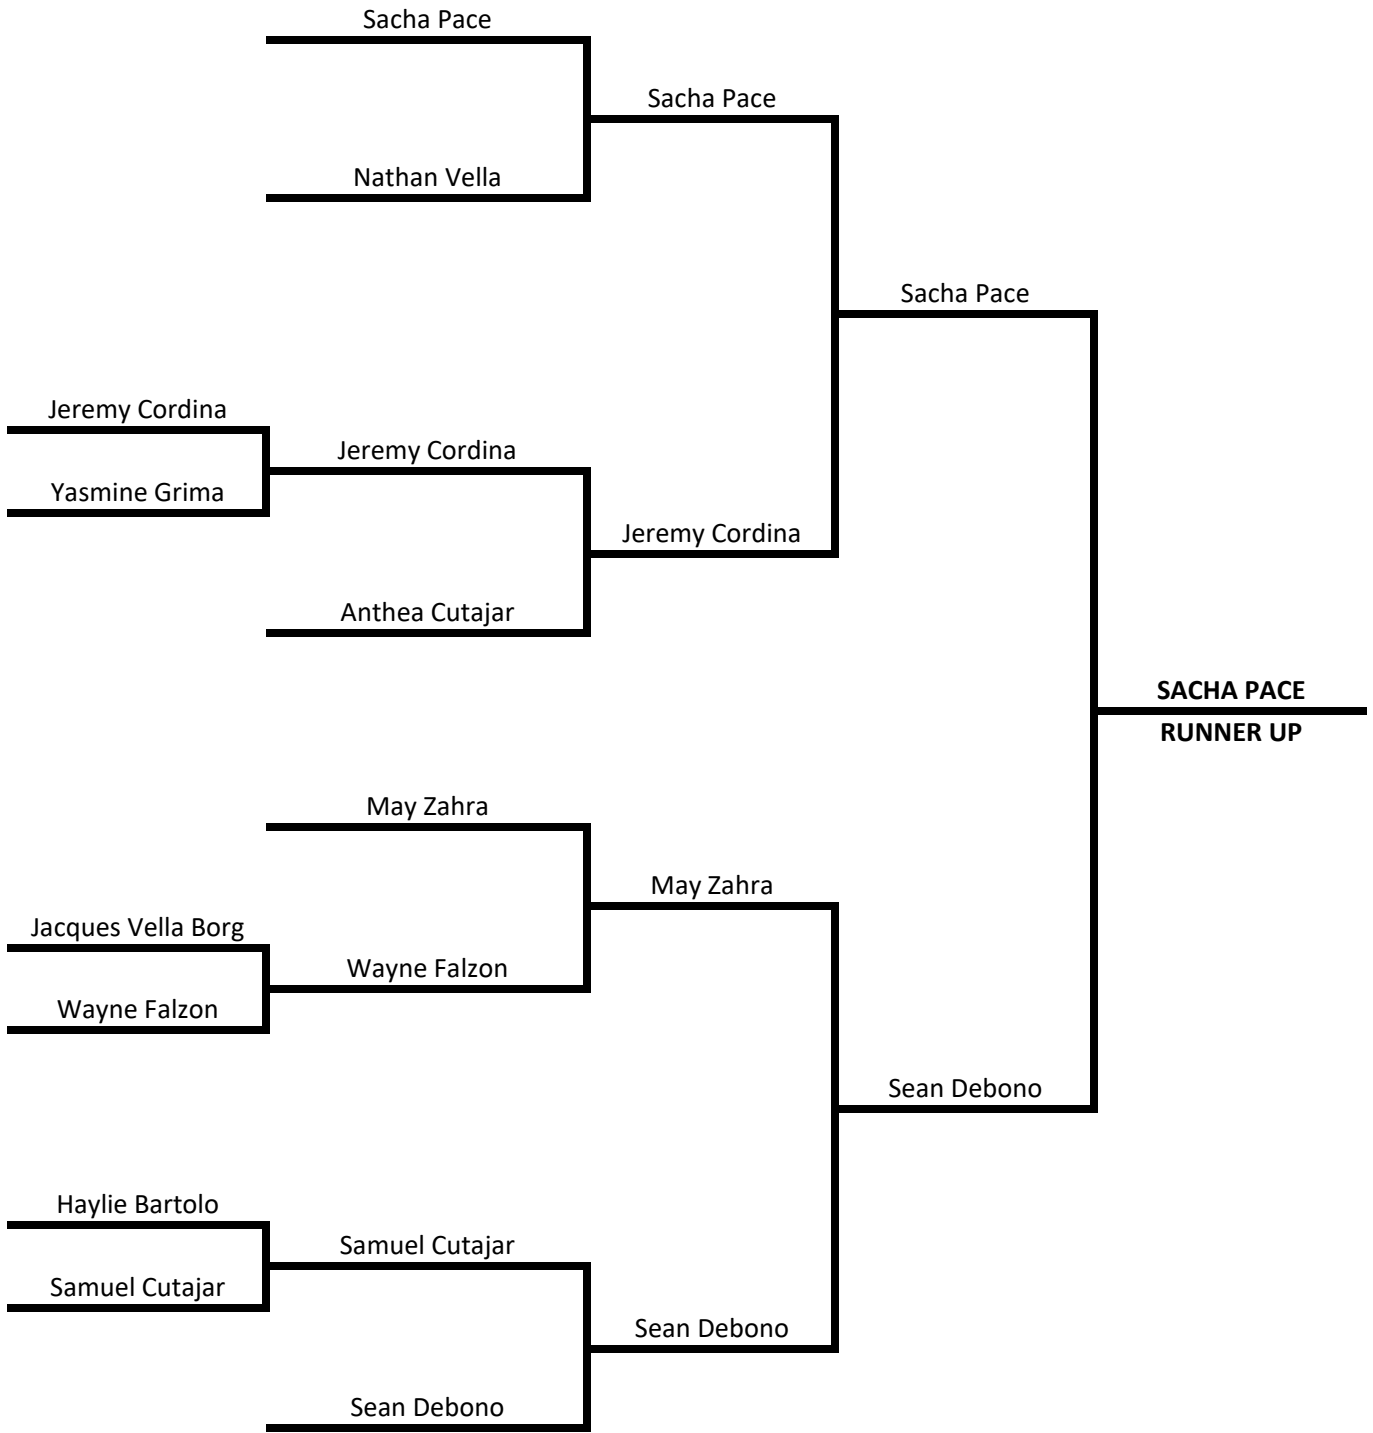 Sacha Pace
Sacha Pace
Nathan Vella
Sacha Pace
Jeremy Cordina
Jeremy Cordina
Yasmine Grima
Jeremy Cordina
Anthea Cutajar
SACHA PACE
RUNNER UP
May Zahra
May Zahra
Jacques Vella Borg
Wayne Falzon
Wayne Falzon
Sean Debono
Haylie Bartolo
Samuel Cutajar
Samuel Cutajar
Sean Debono
Sean Debono